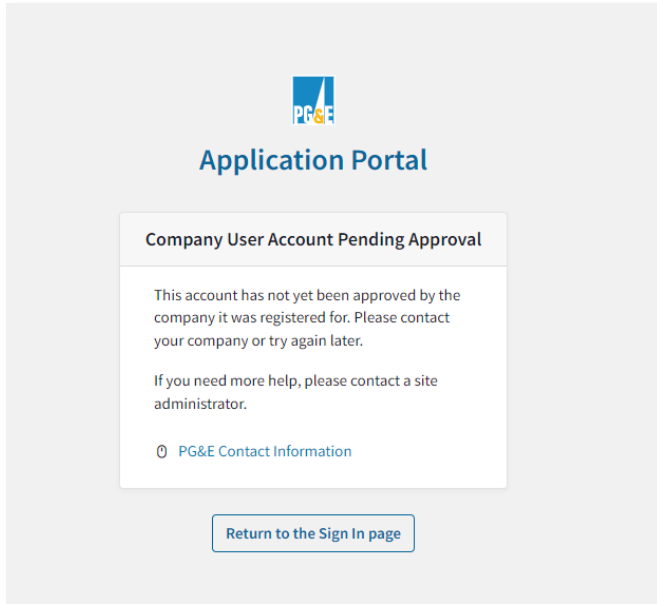 PG&E
Application Portal
Company User Account Pending Approval
This account has not yet been approved by the
company it was registered for. Please contact
your company or try again later.
If you need more help, please contact a site
administrator.
PG&E Contact Information
Return to the Sign In page